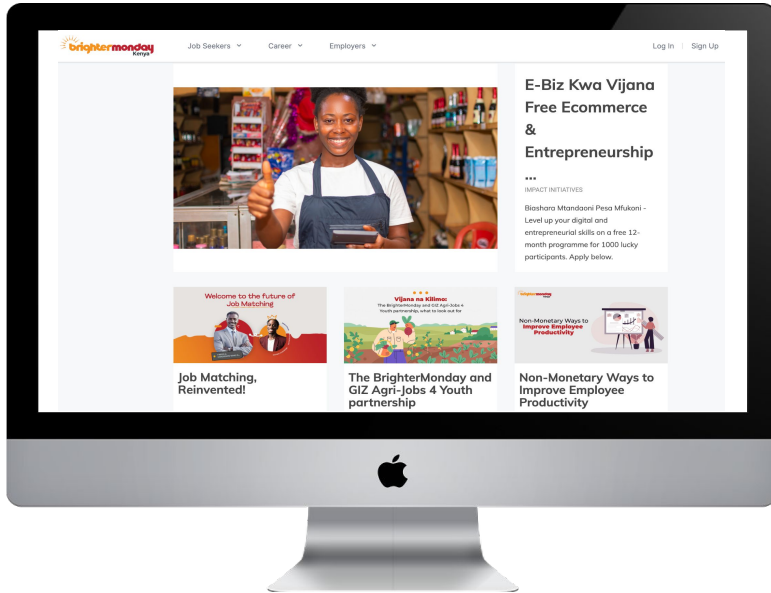 brightermonday
Kenya
Job Seekers
Career
Employers
Log In
Sign Up
E-Biz Kwa Vijana
Free Ecommerce
&
Entrepreneurship
...
IMPACT INITIATIVES
Biashara Mtandaoni Pesa Mfukoni -
Level up your digital and
entrepreneurial skills on a free 12-
month programme for 1000 lucky
participants. Apply below.
Welcome to the future of
Job Matching
Vijana na Kilimo:
The BrighterMonday and GIZ Agri-Jobs 4
Youth partnership, what to look out for
brightermonday
Non-Monetary Ways to
Improve Employee
Productivity
Job Matching,
Reinvented!
The BrighterMonday and
GIZ Agri-Jobs 4 Youth
partnership
Non-Monetary Ways to
Improve Employee
Productivity